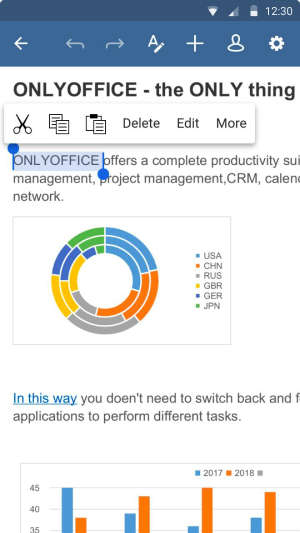 12:30
ONLYOFFICE - the ONLY thing
Delete Edit More
ONLYOFFICE offers a complete productivity sui
management, project management,CRM, calend
network.
USA
CHN
RUS
GBR
GER
JPN
In this way you doen't need to switch back and f
applications to perform different tasks.
2017 2018
45
40
35